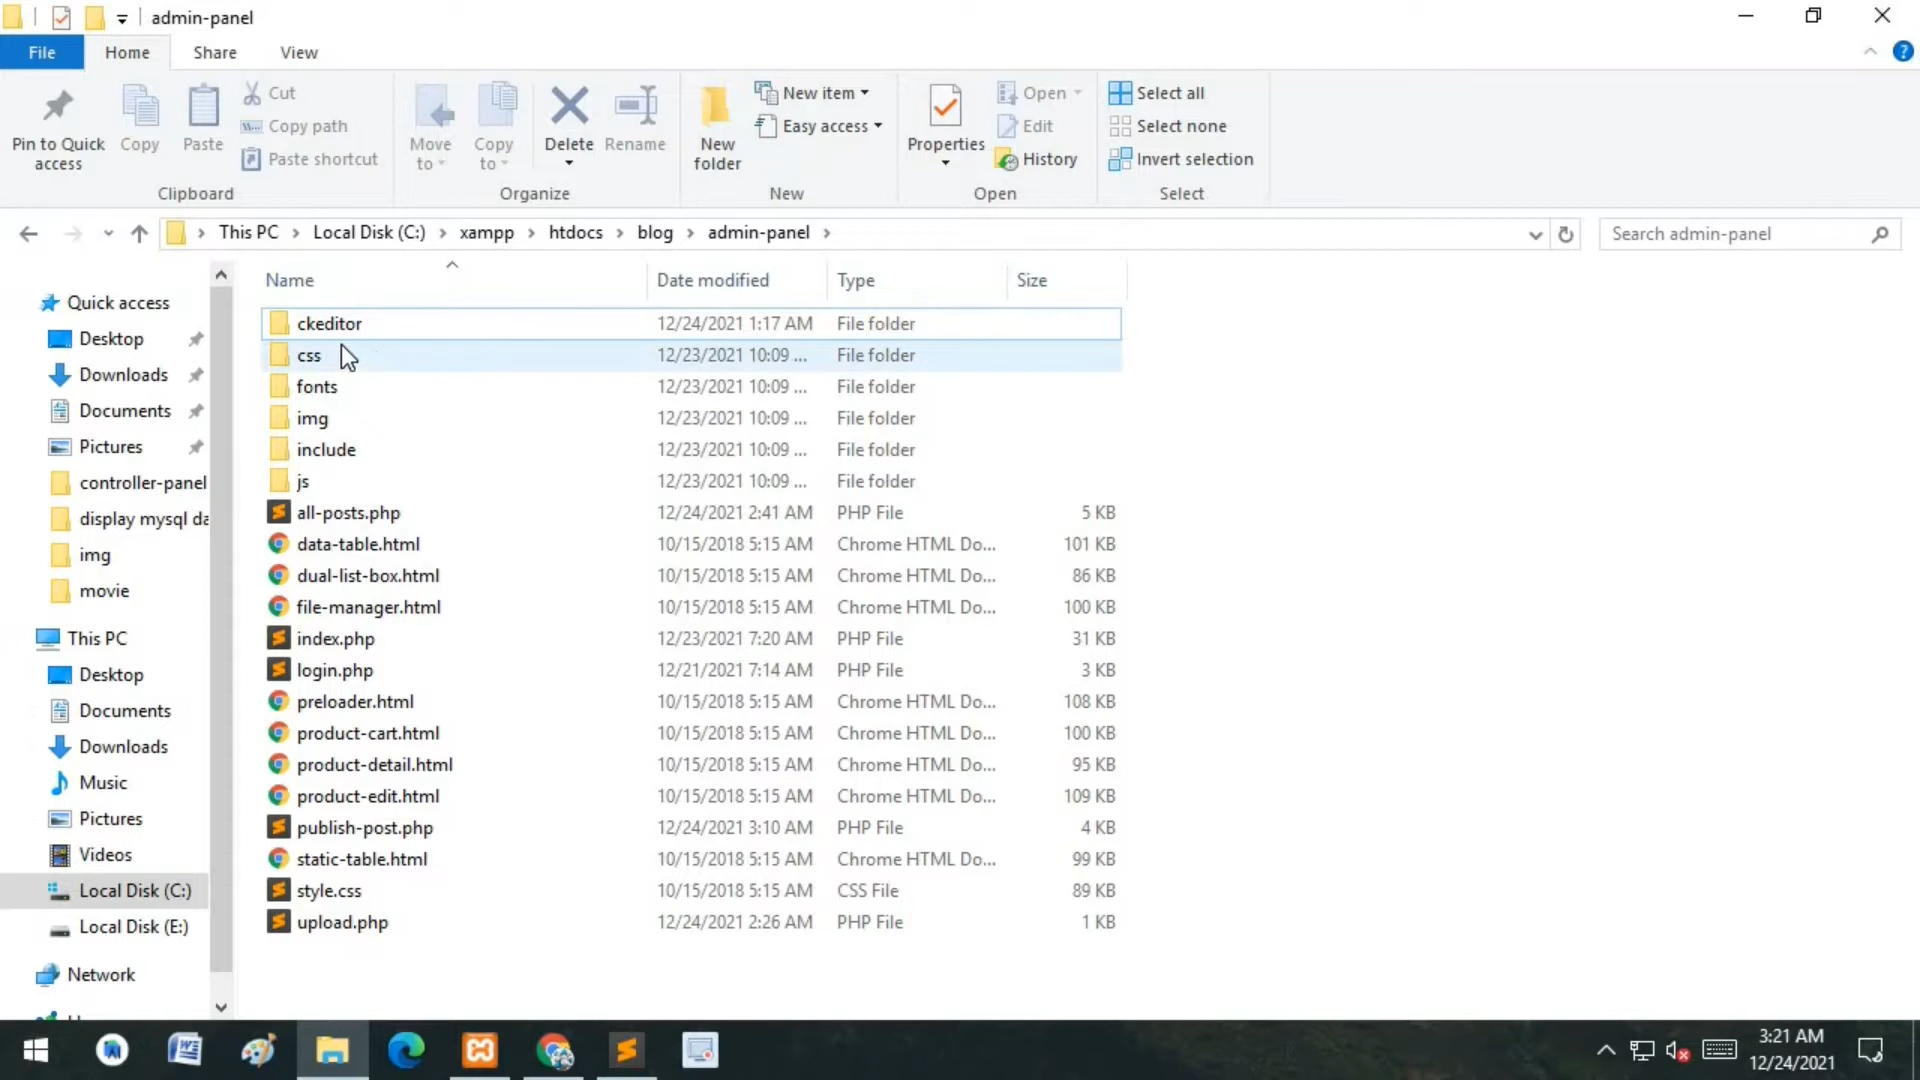 admin-panel
File Home Share View
Pin to Quick access
Copy
Paste
Cut
Copy path
Paste shortcut
Clipboard
Move to
Copy to
Delete
Rename
Organize
New folder
New item
Easy access
New
Properties
Open
Edit
History
Open
Select all
Select none
Invert selection
Select
This PC > Local Disk (C:) > xampp > htdocs > blog > admin-panel >
Search admin-panel
Quick access
Desktop
Downloads
Documents
Pictures
controller-panel
display mysql da
img
movie
This PC
Desktop
Documents
Downloads
Music
Pictures
Videos
Local Disk (C:)
Local Disk (E:)
Network
Name Date modified Type Size
ckeditor 12/24/2021 1:17 AM File folder
css 12/23/2021 10:09 ... File folder
fonts 12/23/2021 10:09 ... File folder
img 12/23/2021 10:09 ... File folder
include 12/23/2021 10:09 ... File folder
js 12/23/2021 10:09 ... File folder
all-posts.php 12/24/2021 2:41 AM PHP File 5 KB
data-table.html 10/15/2018 5:15 AM Chrome HTML Do... 101 KB
dual-list-box.html 10/15/2018 5:15 AM Chrome HTML Do... 86 KB
file-manager.html 10/15/2018 5:15 AM Chrome HTML Do... 100 KB
index.php 12/23/2021 7:20 AM PHP File 31 KB
login.php 12/21/2021 7:14 AM PHP File 3 KB
preloader.html 10/15/2018 5:15 AM Chrome HTML Do... 108 KB
product-cart.html 10/15/2018 5:15 AM Chrome HTML Do... 100 KB
product-detail.html 10/15/2018 5:15 AM Chrome HTML Do... 95 KB
product-edit.html 10/15/2018 5:15 AM Chrome HTML Do... 109 KB
publish-post.php 12/24/2021 3:10 AM PHP File 4 KB
static-table.html 10/15/2018 5:15 AM Chrome HTML Do... 99 KB
style.css 10/15/2018 5:15 AM CSS File 89 KB
upload.php 12/24/2021 2:26 AM PHP File 1 KB
3:21 AM
12/24/2021